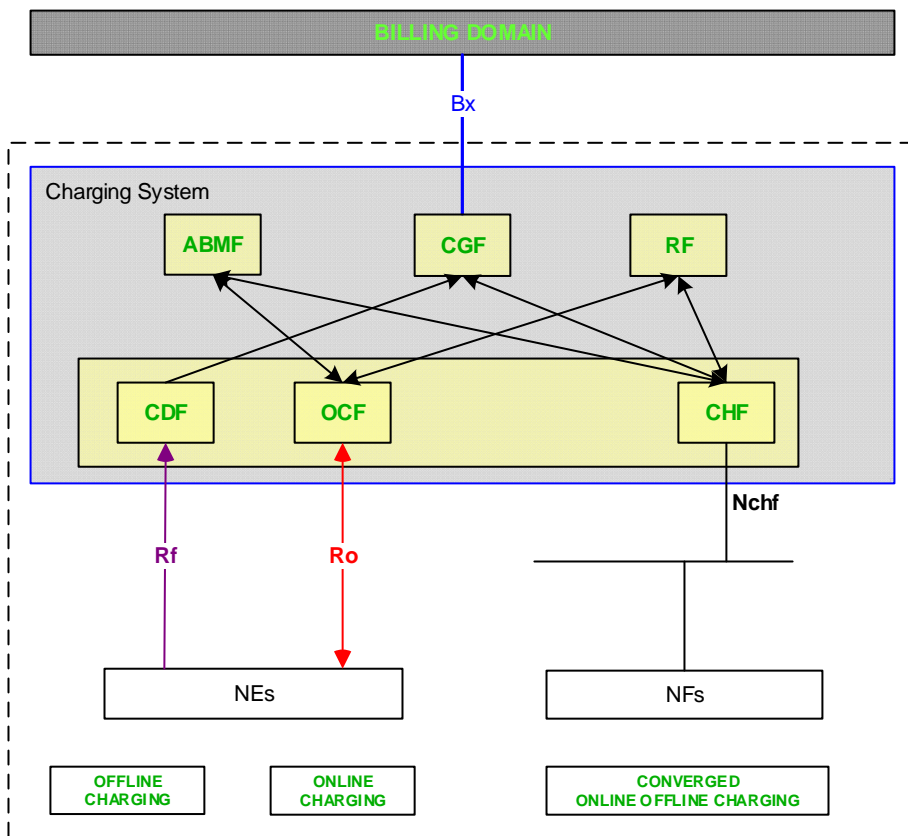 BILLING DOMAIN
Bx
Charging System
ABMF
CGF
RF
CDF
OCF
CHF
Nchf
Rf
Ro
NEs
NFs
OFFLINE
CHARGING
ONLINE
CHARGING
CONVERGED
ONLINE OFFLINE CHARGING